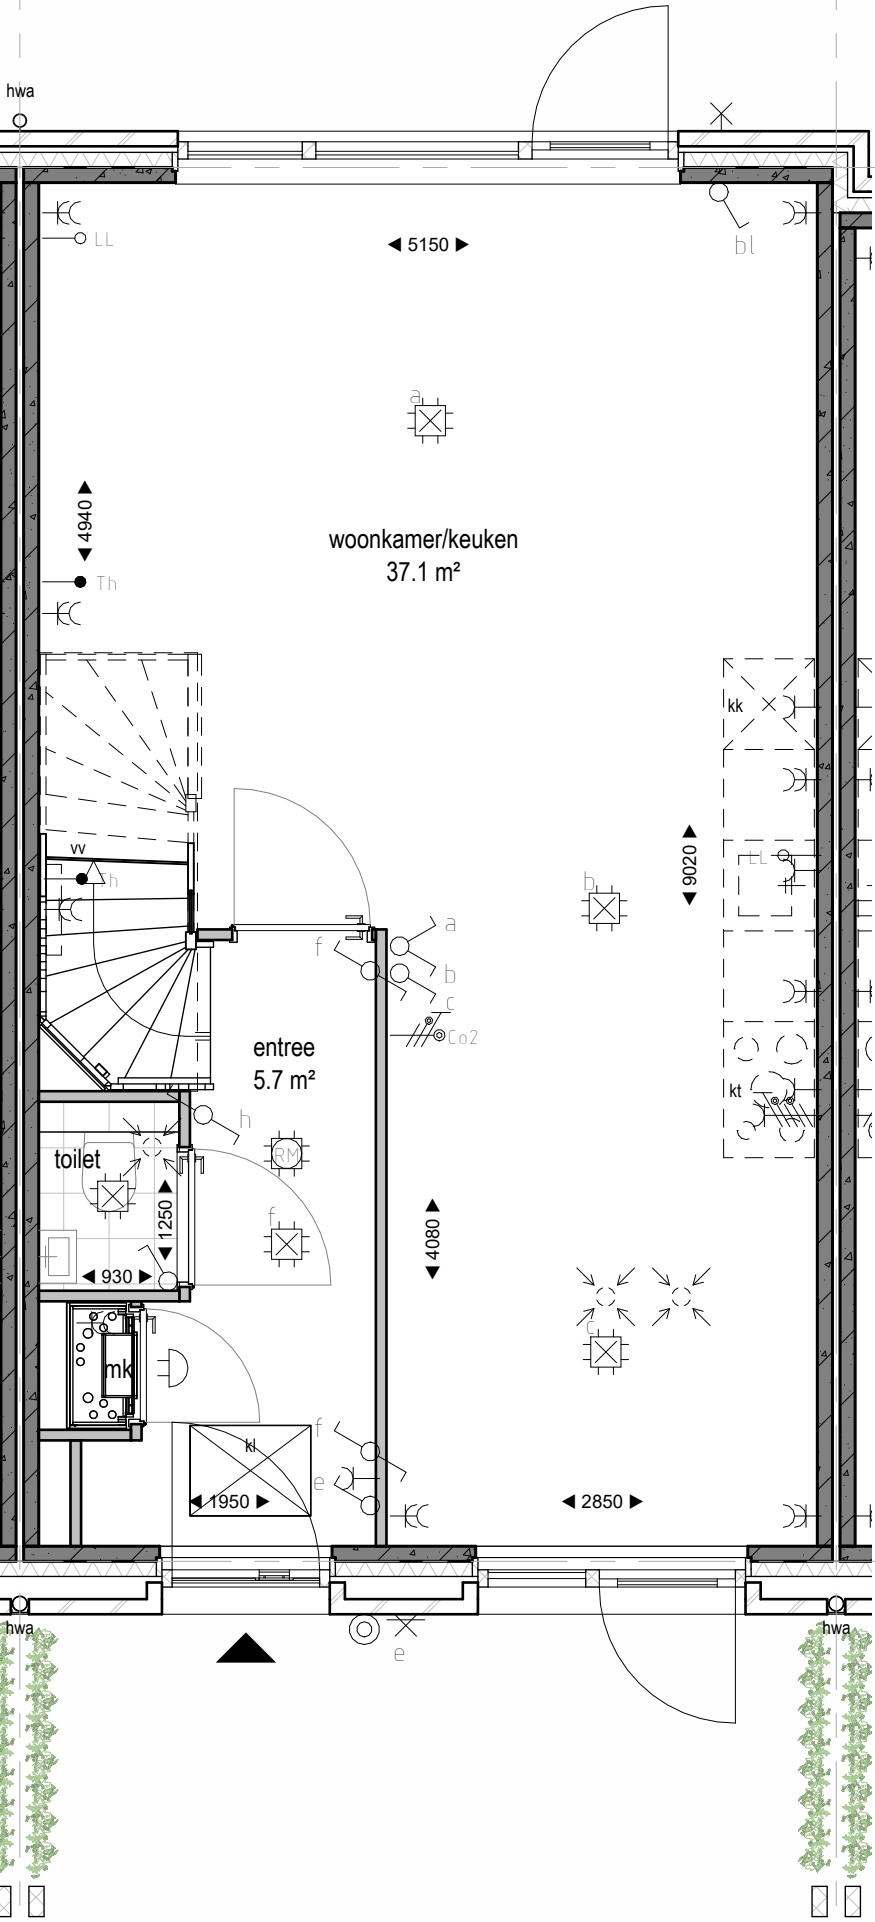 hwa
LL
5150
bl
a
4940
woonkamer/keuken
37.1 m²
Th
kk
vv
Th
LL
9020
b
a
f
b
c
Co2
entree
5.7 m²
kt
h
toilet
RM
1250
f
4080
930
c
mk
f
kl
e
1950
2850
hwa
e
hwa